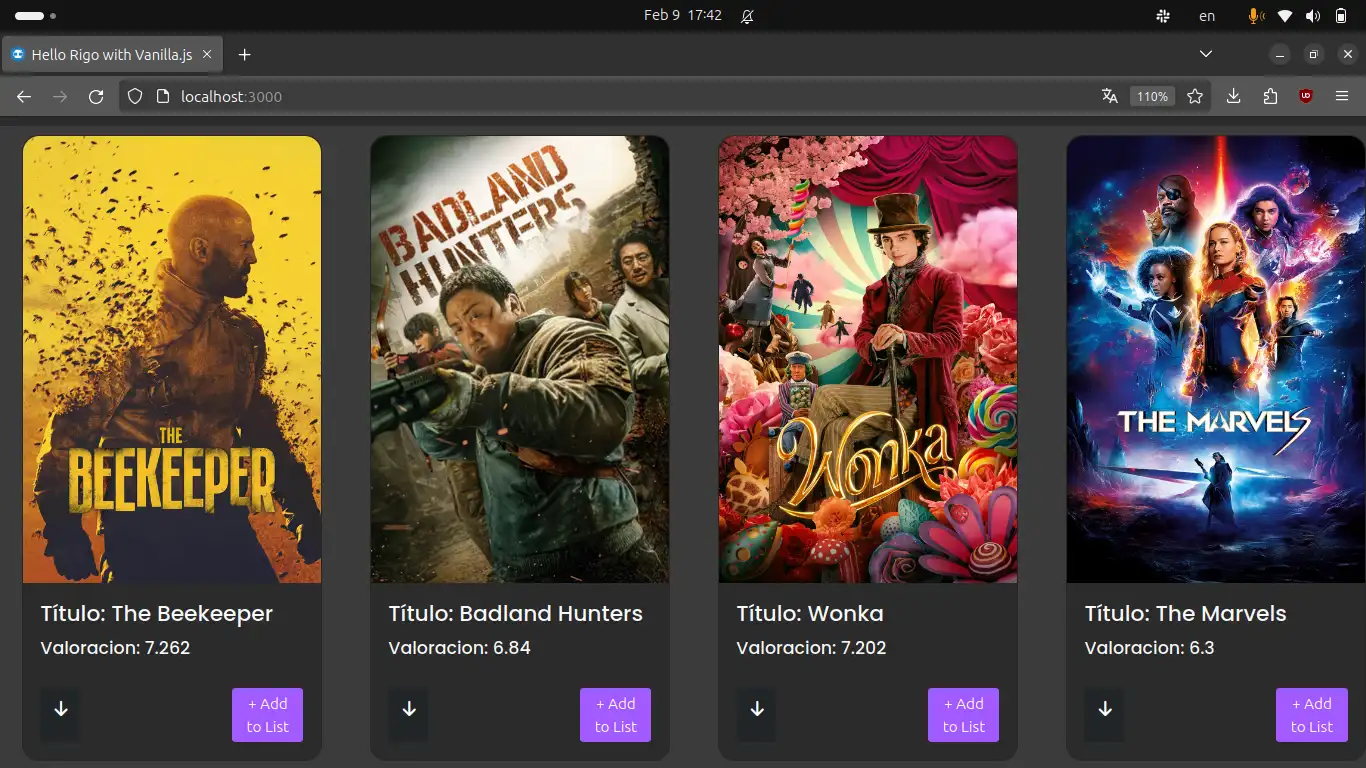 Feb 9 17:42
en
Hello Rigo with Vanilla.js
localhost:3000
110%
UD
THE
BEEKEEPER
BADLAND
HUNTERS
Wonka
THE MARVELS
Título: The Beekeeper
Valoracion: 7.262
+ Add
to List
Título: Badland Hunters
Valoracion: 6.84
+ Add
to List
Título: Wonka
Valoracion: 7.202
+ Add
to List
Título: The Marvels
Valoracion: 6.3
+ Add
to List